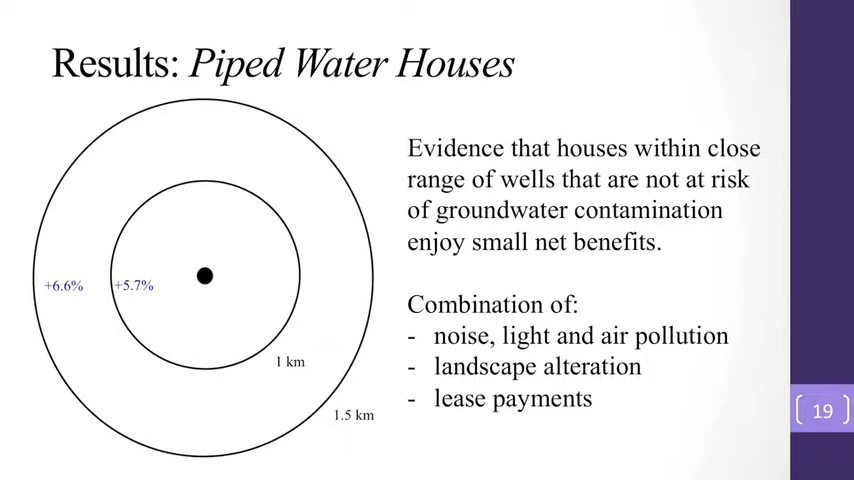 Results: Piped Water Houses
Evidence that houses within close
range of wells that are not at risk
of groundwater contamination
enjoy small net benefits.
Combination of:
- noise, light and air pollution
- landscape alteration
- lease payments
+6.6%
+5.7%
1 km
1.5 km
19